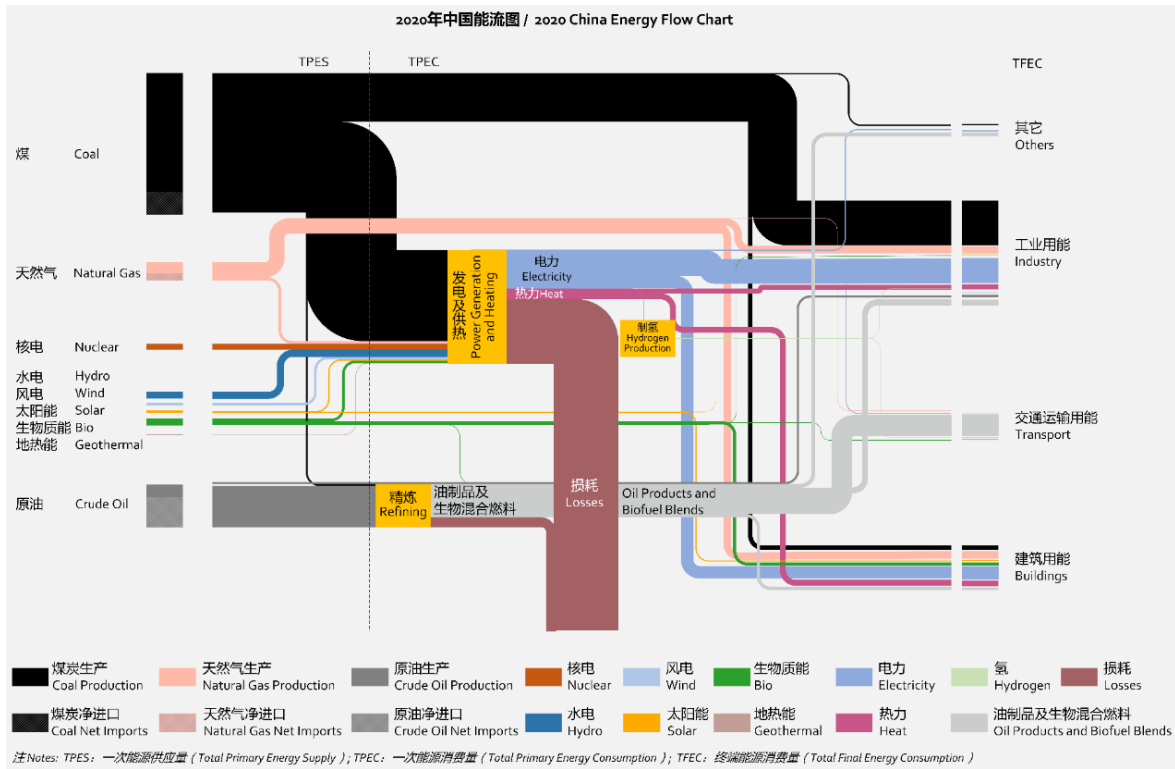 2020年中国能流图 / 2020 China Energy Flow Chart
TPES
TPEC
TFEC
煤 Coal
天然气 Natural Gas
核电 Nuclear
水电 Hydro
风电 Wind
太阳能 Solar
生物质能 Bio
地热能 Geothermal
原油 Crude Oil
发电及供热
Power Generation
and Heating
电力
Electricity
热力Heat
制氢
Hydrogen
Production
精炼
Refining
油制品及
生物混合燃料
损耗
Losses
Oil Products and
Biofuel Blends
其它
Others
工业用能
Industry
交通运输用能
Transport
建筑用能
Buildings
煤炭生产
Coal Production
天然气生产
Natural Gas Production
原油生产
Crude Oil Production
核电
Nuclear
风电
Wind
生物质能
Bio
电力
Electricity
氢
Hydrogen
损耗
Losses
煤炭净进口
Coal Net Imports
天然气净进口
Natural Gas Net Imports
原油净进口
Crude Oil Net Imports
水电
Hydro
太阳能
Solar
地热能
Geothermal
热力
Heat
油制品及生物混合燃料
Oil Products and Biofuel Blends
注 Notes: TPES：一次能源供应量（Total Primary Energy Supply）; TPEC：一次能源消费量（Total Primary Energy Consumption）; TFEC：终端能源消费量（Total Final Energy Consumption）